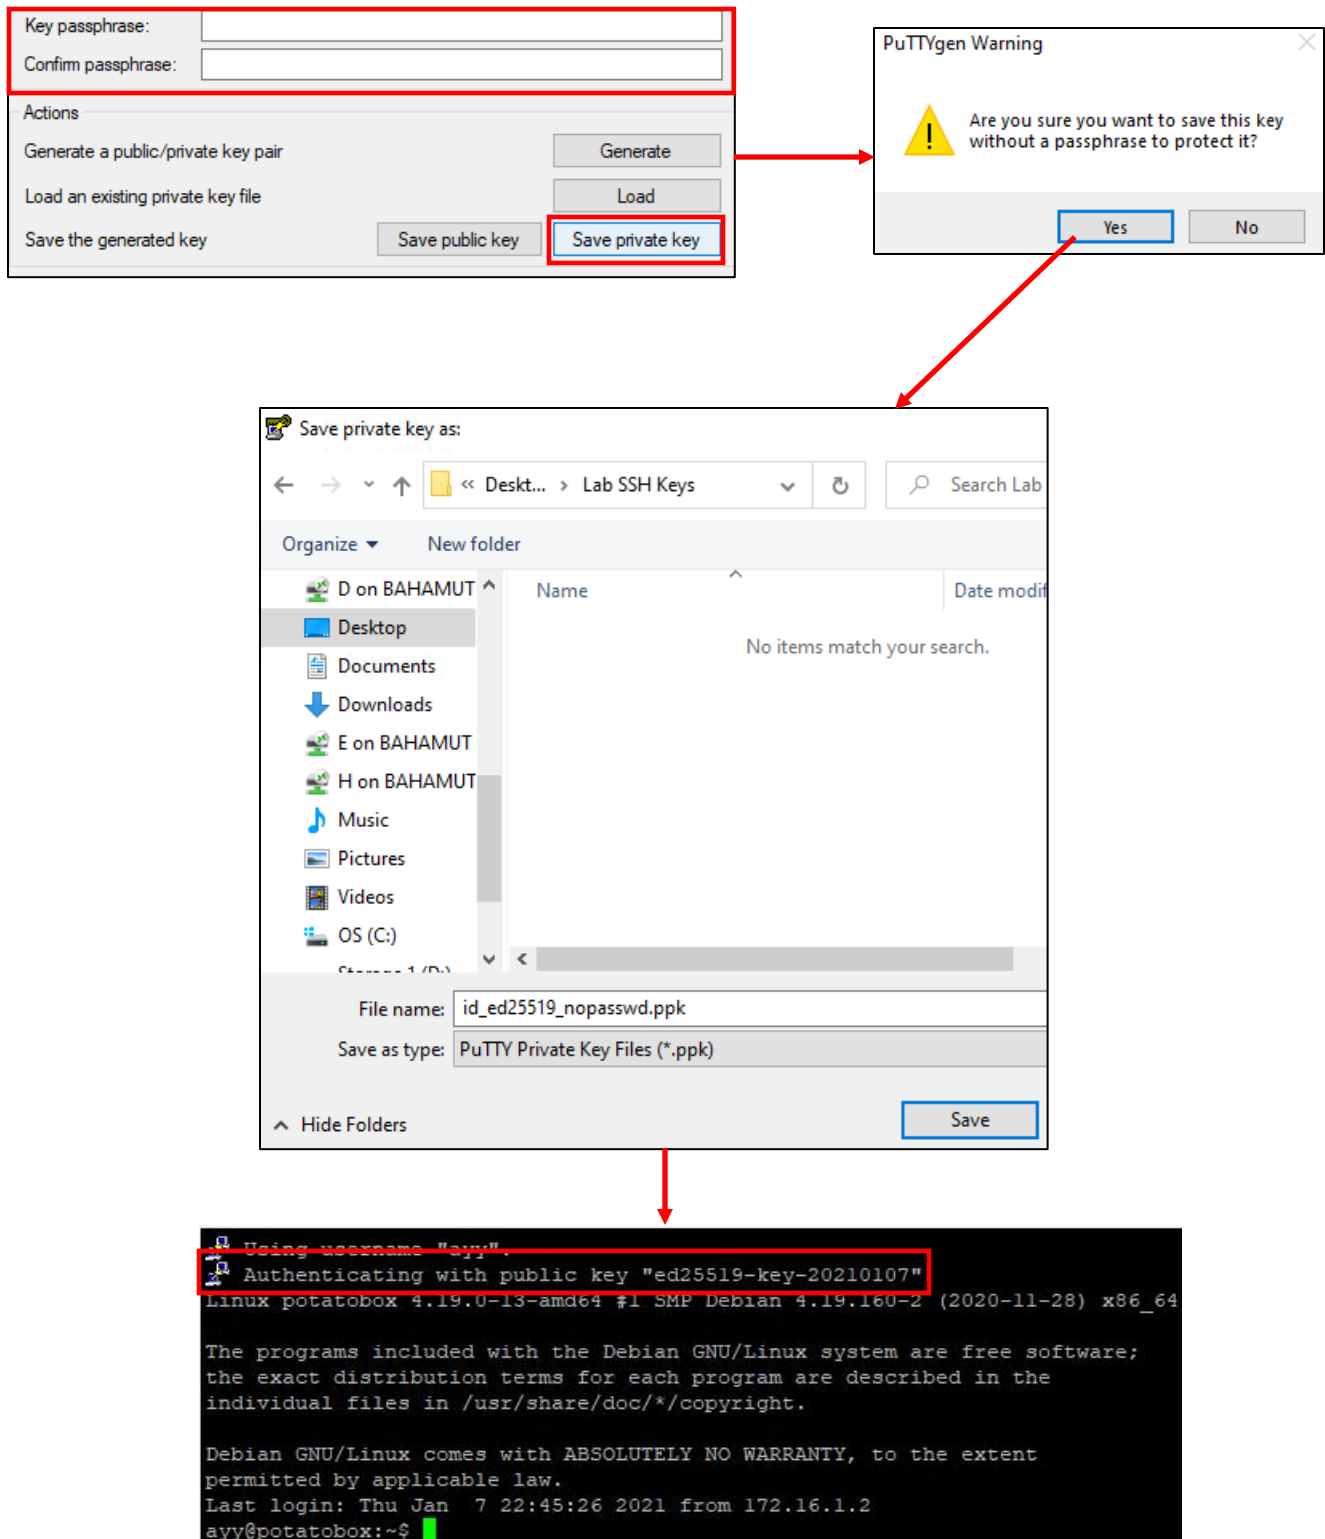 Key passphrase:
Confirm passphrase:
Actions
Generate a public/private key pair
Generate
Load an existing private key file
Load
Save the generated key
Save public key
Save private key
PuTTYgen Warning
Are you sure you want to save this key
without a passphrase to protect it?
Yes
No
Save private key as:
« Deskt... > Lab SSH Keys
Search Lab
Organize
New folder
D on BAHAMUT
Desktop
Documents
Downloads
E on BAHAMUT
H on BAHAMUT
Music
Pictures
Videos
OS (C:)
Storage 1 (D:)
Name
Date modif
No items match your search.
File name: id_ed25519_nopasswd.ppk
Save as type: PuTTY Private Key Files (*.ppk)
Hide Folders
Save
Using username "ayy".
Authenticating with public key "ed25519-key-20210107"
Linux potatobox 4.19.0-13-amd64 #1 SMP Debian 4.19.160-2 (2020-11-28) x86_64
The programs included with the Debian GNU/Linux system are free software;
the exact distribution terms for each program are described in the
individual files in /usr/share/doc/*/copyright.
Debian GNU/Linux comes with ABSOLUTELY NO WARRANTY, to the extent
permitted by applicable law.
Last login: Thu Jan  7 22:45:26 2021 from 172.16.1.2
ayy@potatobox:~$